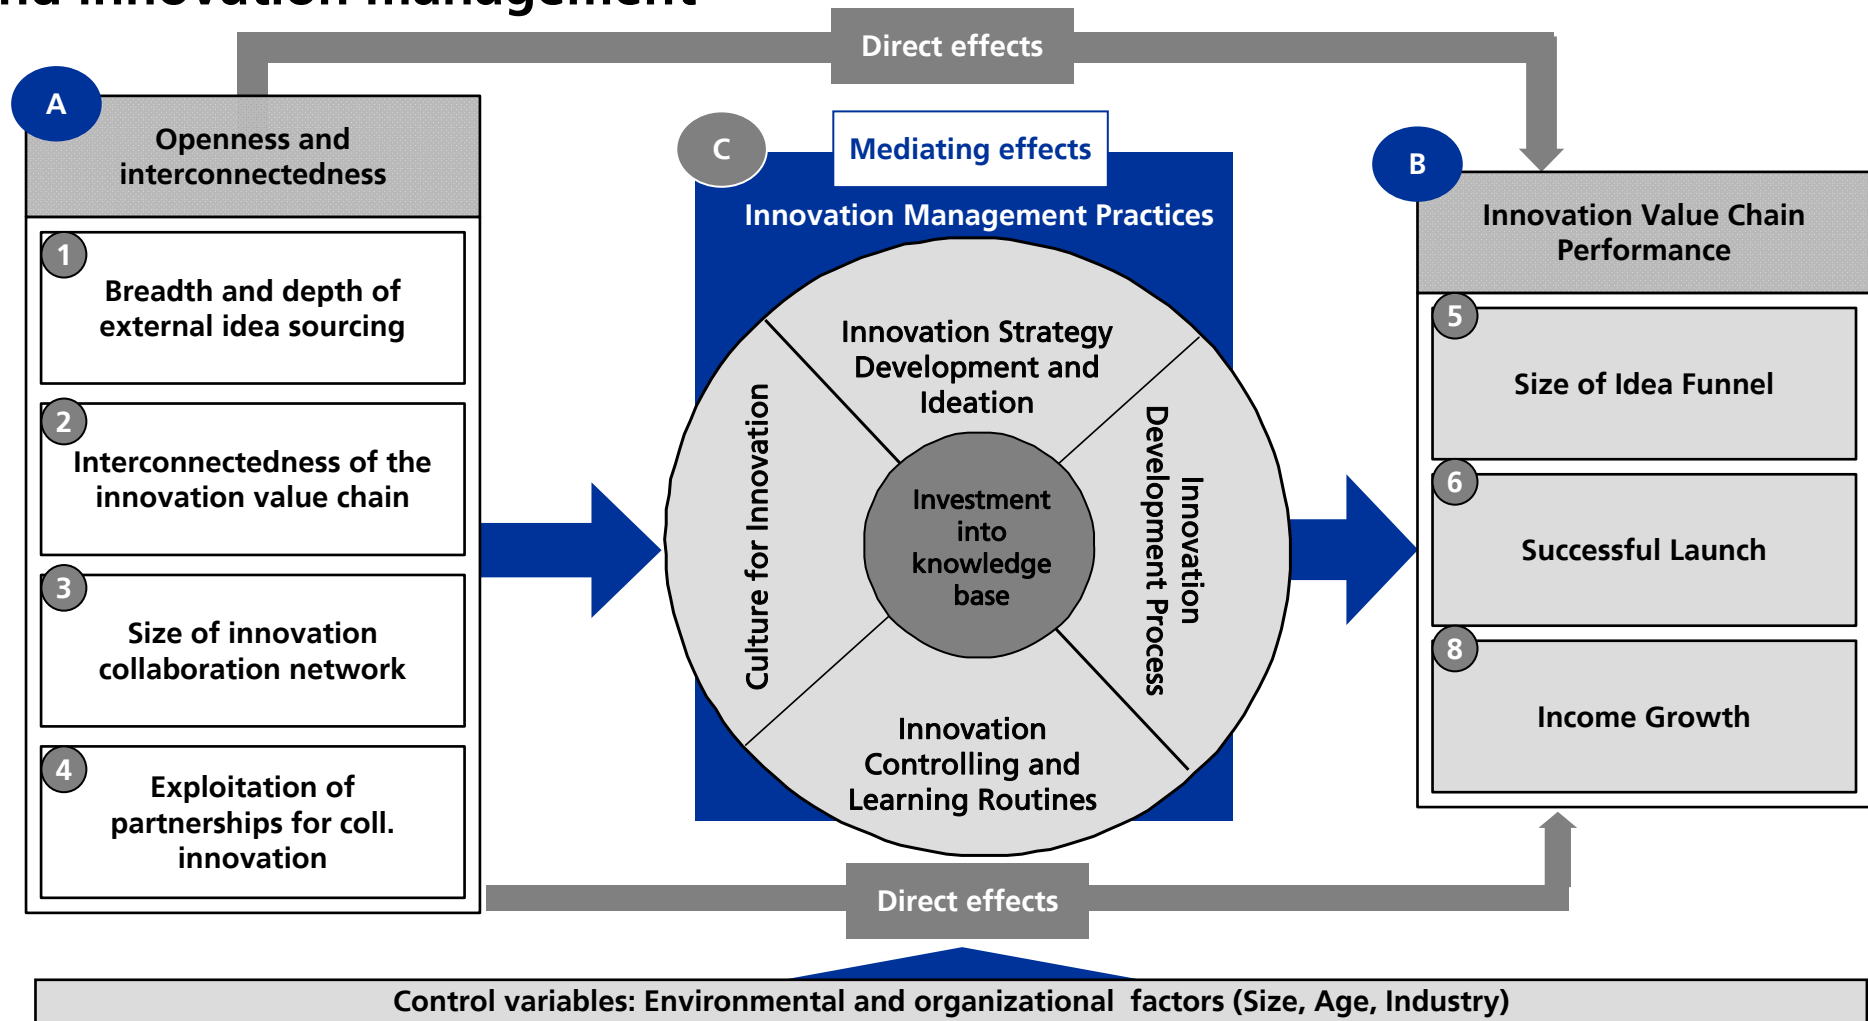 innovation management
Direct effects
A
Openness and
interconnectedness
1
Breadth and depth of
external idea sourcing
2
Interconnectedness of the
innovation value chain
3
Size of innovation
collaboration network
4
Exploitation of
partnerships for coll.
innovation
C
Mediating effects
Innovation Management Practices
Innovation Strategy
Development and
Ideation
Culture for Innovation
Investment
into
knowledge
base
Innovation
Development Process
Innovation
Controlling and
Learning Routines
B
Innovation Value Chain
Performance
5
Size of Idea Funnel
6
Successful Launch
8
Income Growth
Direct effects
Control variables: Environmental and organizational factors (Size, Age, Industry)